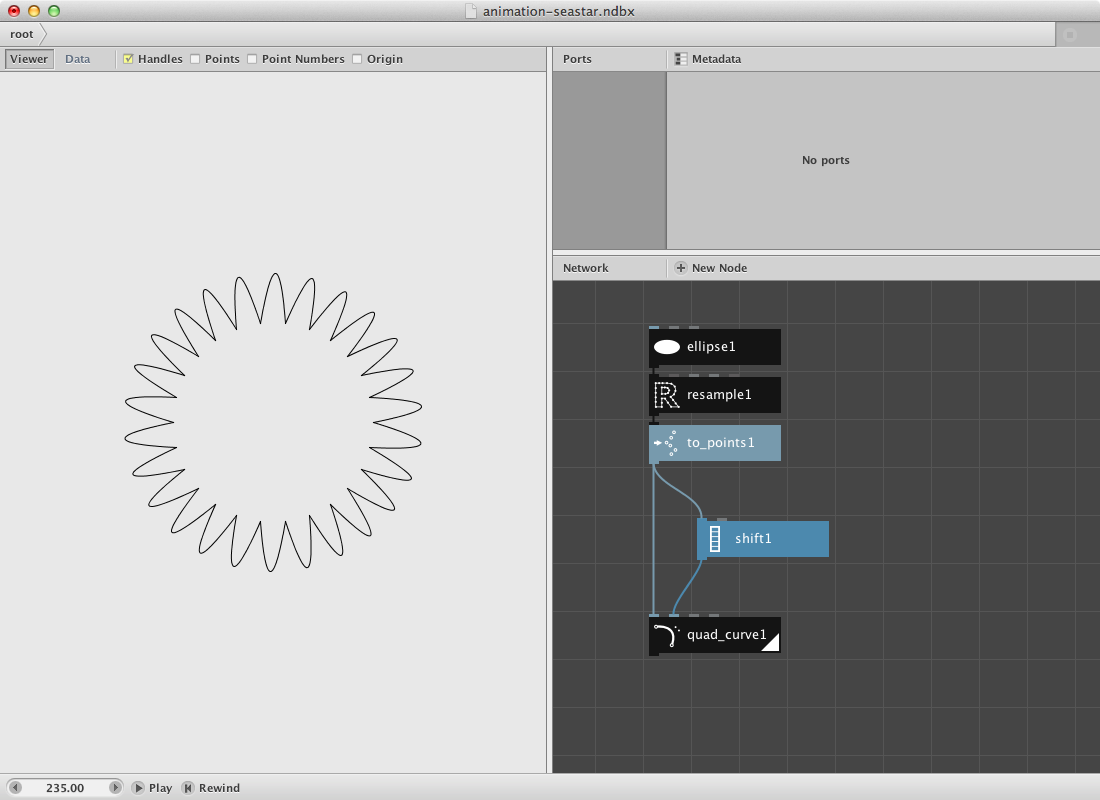 animation-seastar.ndbx
root
Viewer Data Handles Points Point Numbers Origin
Ports Metadata
No ports
Network New Node
ellipse1
R resample1
to_points1
shift1
quad_curve1
235.00 Play Rewind